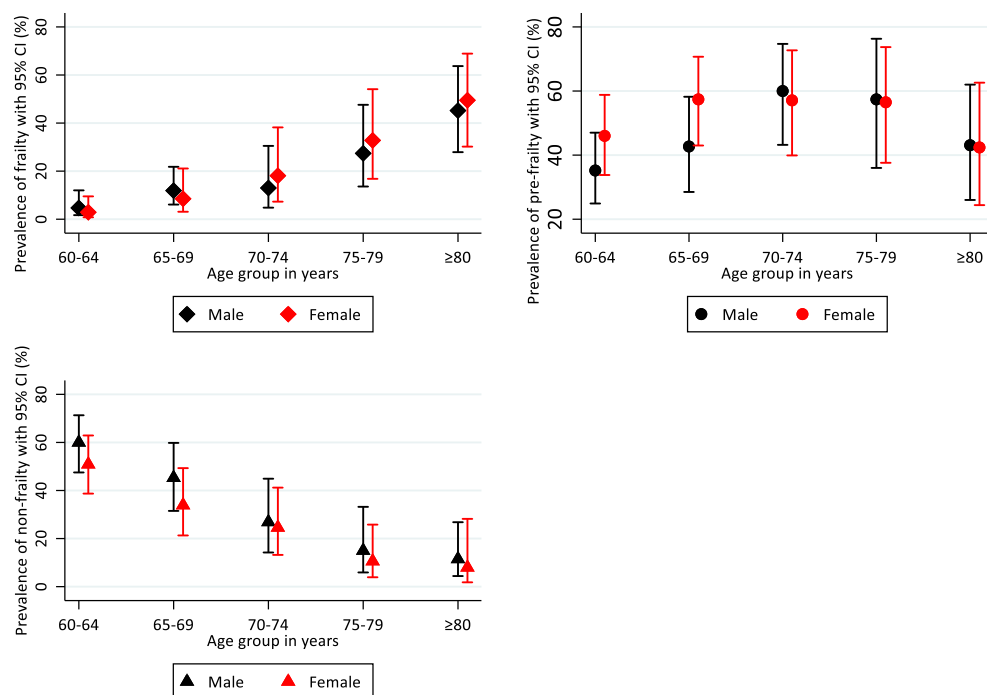 Prevalence of frailty with 95% CI (%)
80
60
40
20
0
60-64 65-69 70-74 75-79 ≥80
Age group in years
Male Female
Prevalence of pre-frailty with 95% CI (%)
80
60
40
20
60-64 65-69 70-74 75-79 ≥80
Age group in years
Male Female
Prevalence of non-frailty with 95% CI (%)
80
60
40
20
0
60-64 65-69 70-74 75-79 ≥80
Age group in years
Male Female